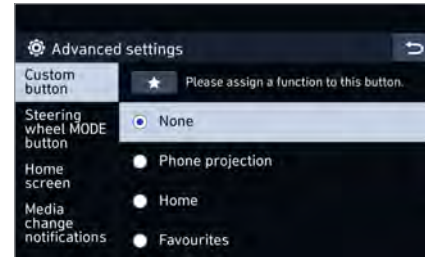 Advanced settings
Custom
button
Please assign a function to this button.
Steering
wheel MODE
button
None
Phone projection
Home
screen
Home
Media
change
notifications
Favourites